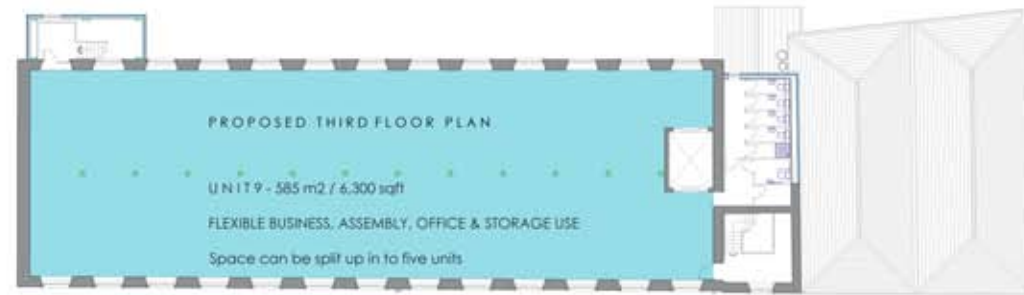 PROPOSED THIRD FLOOR PLAN
UNIT 9 - 585 m2 / 6,300 sqft
FLEXIBLE BUSINESS, ASSEMBLY, OFFICE & STORAGE USE
Space can be split up in to five units